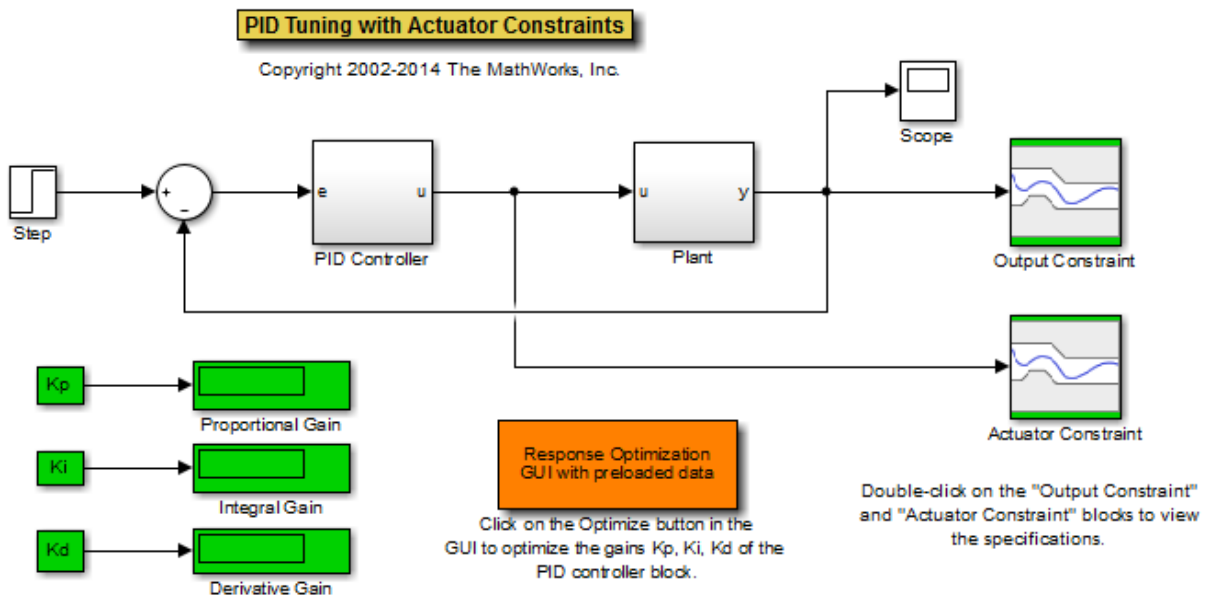 PID Tuning with Actuator Constraints
Copyright 2002-2014 The MathWorks, Inc.
Scope
+
-
e
u
u
y
Step
PID Controller
Plant
Output Constraint
Kp
Proportional Gain
Actuator Constraint
Ki
Integral Gain
Kd
Derivative Gain
Response Optimization
GUI with preloaded data
Click on the Optimize button in the
GUI to optimize the gains Kp, Ki, Kd of the
PID controller block.
Double-click on the "Output Constraint"
and "Actuator Constraint" blocks to view
the specifications.